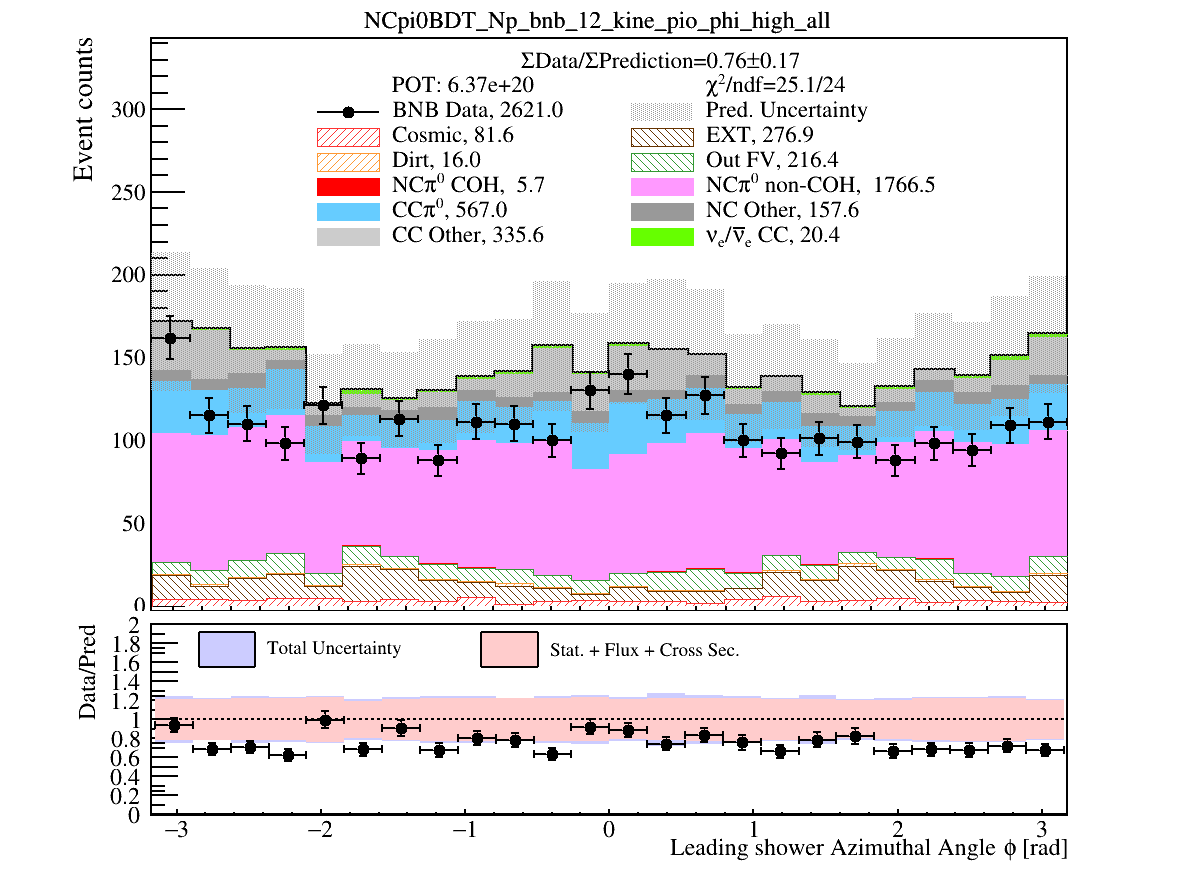 NCpi0BDT_Np_bnb_12_kine_pio_phi_high_all
ΣData/ΣPrediction=0.76±0.17
POT: 6.37e+20
χ²/ndf=25.1/24
BNB Data, 2621.0
Pred. Uncertainty
Cosmic, 81.6
EXT, 276.9
Dirt, 16.0
Out FV, 216.4
NCπ⁰ COH, 5.7
NCπ⁰ non-COH, 1766.5
CCπ⁰, 567.0
NC Other, 157.6
CC Other, 335.6
νₑ/ν̅ₑ CC, 20.4
Event counts
300
250
200
150
100
50
0
Total Uncertainty
Stat. + Flux + Cross Sec.
Data/Pred
2
1.8
1.6
1.4
1.2
1
0.8
0.6
0.4
0.2
0
−3 −2 −1 0 1 2 3
Leading shower Azimuthal Angle ϕ [rad]